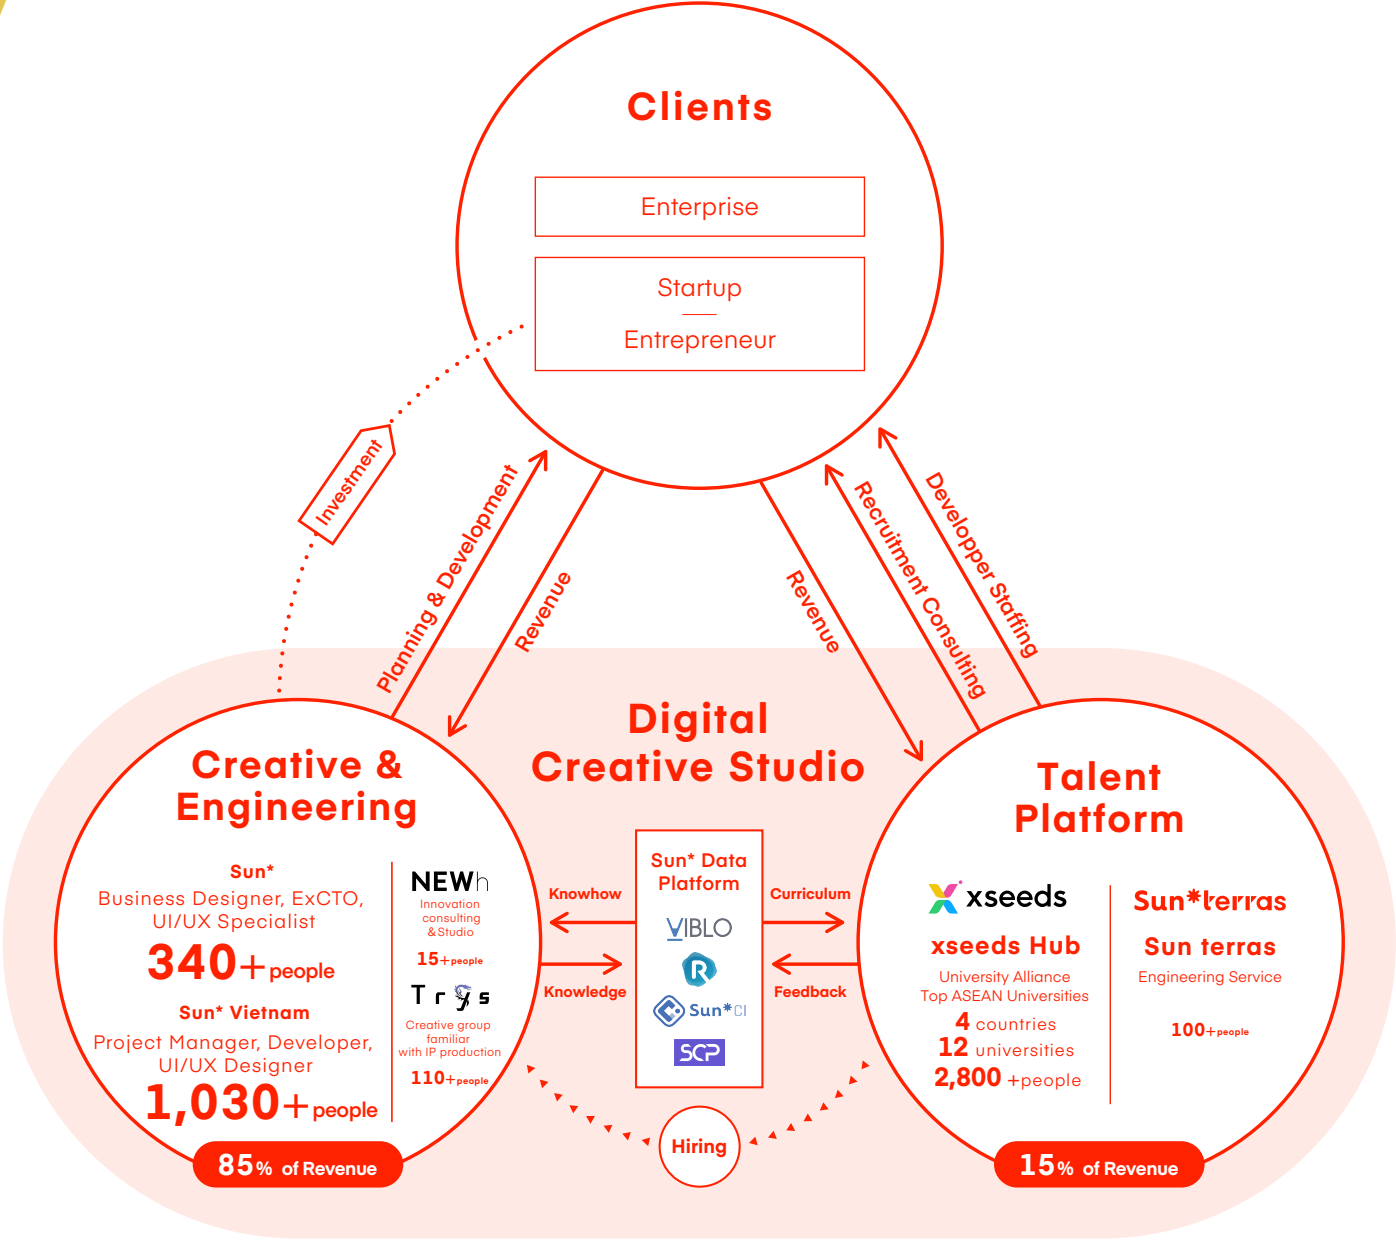 Clients
Enterprise
Startup
Entrepreneur
Investment
Planning & Development
Revenue
Revenue
Recruitment Consulting
Developper Staffing
Digital
Creative Studio
Creative &
Engineering
Sun*
Business Designer, ExCTO,
UI/UX Specialist
340+people
Sun* Vietnam
Project Manager, Developer,
UI/UX Designer
1,030+people
NEWh
Innovation
consulting
&Studio
15+people
Trys
Creative group
familiar
with IP production
110+people
85% of Revenue
Knowhow
Knowledge
Sun* Data
Platform
VIBLO
R
Sun*CI
SCP
Curriculum
Feedback
Hiring
Talent
Platform
xseeds
xseeds Hub
University Alliance
Top ASEAN Universities
4 countries
12 universities
2,800 +people
Sun*terras
Sun terras
Engineering Service
100+people
15% of Revenue